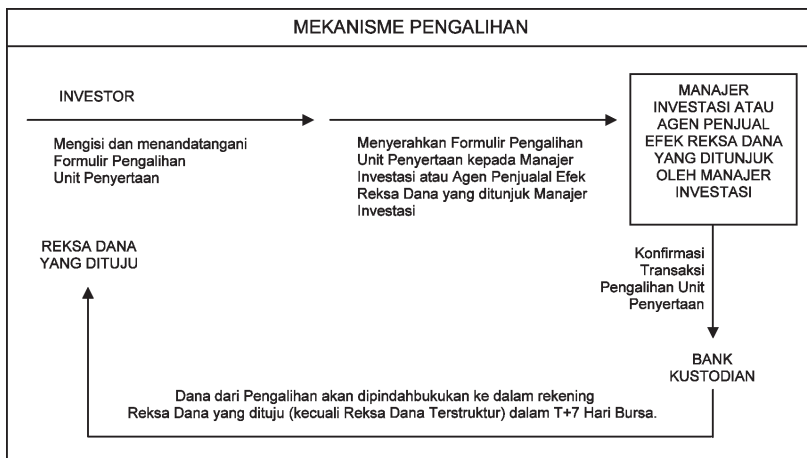 MEKANISME PENGALIHAN
INVESTOR
Mengisi dan menandatangani
Formulir Pengalihan
Unit Penyertaan
Menyerahkan Formulir Pengalihan
Unit Penyertaan kepada Manajer
Investasi atau Agen Penjualal Efek
Reksa Dana yang ditunjuk Manajer
Investasi
MANAJER
INVESTASI ATAU
AGEN PENJUAL
EFEK REKSA DANA
YANG DITUNJUK
OLEH MANAJER
INVESTASI
Konfirmasi
Transaksi
Pengalihan Unit
Penyertaan
BANK
KUSTODIAN
Dana dari Pengalihan akan dipindahbukukan ke dalam rekening
Reksa Dana yang dituju (kecuali Reksa Dana Terstruktur) dalam T+7 Hari Bursa.
REKSA DANA
YANG DITUJU